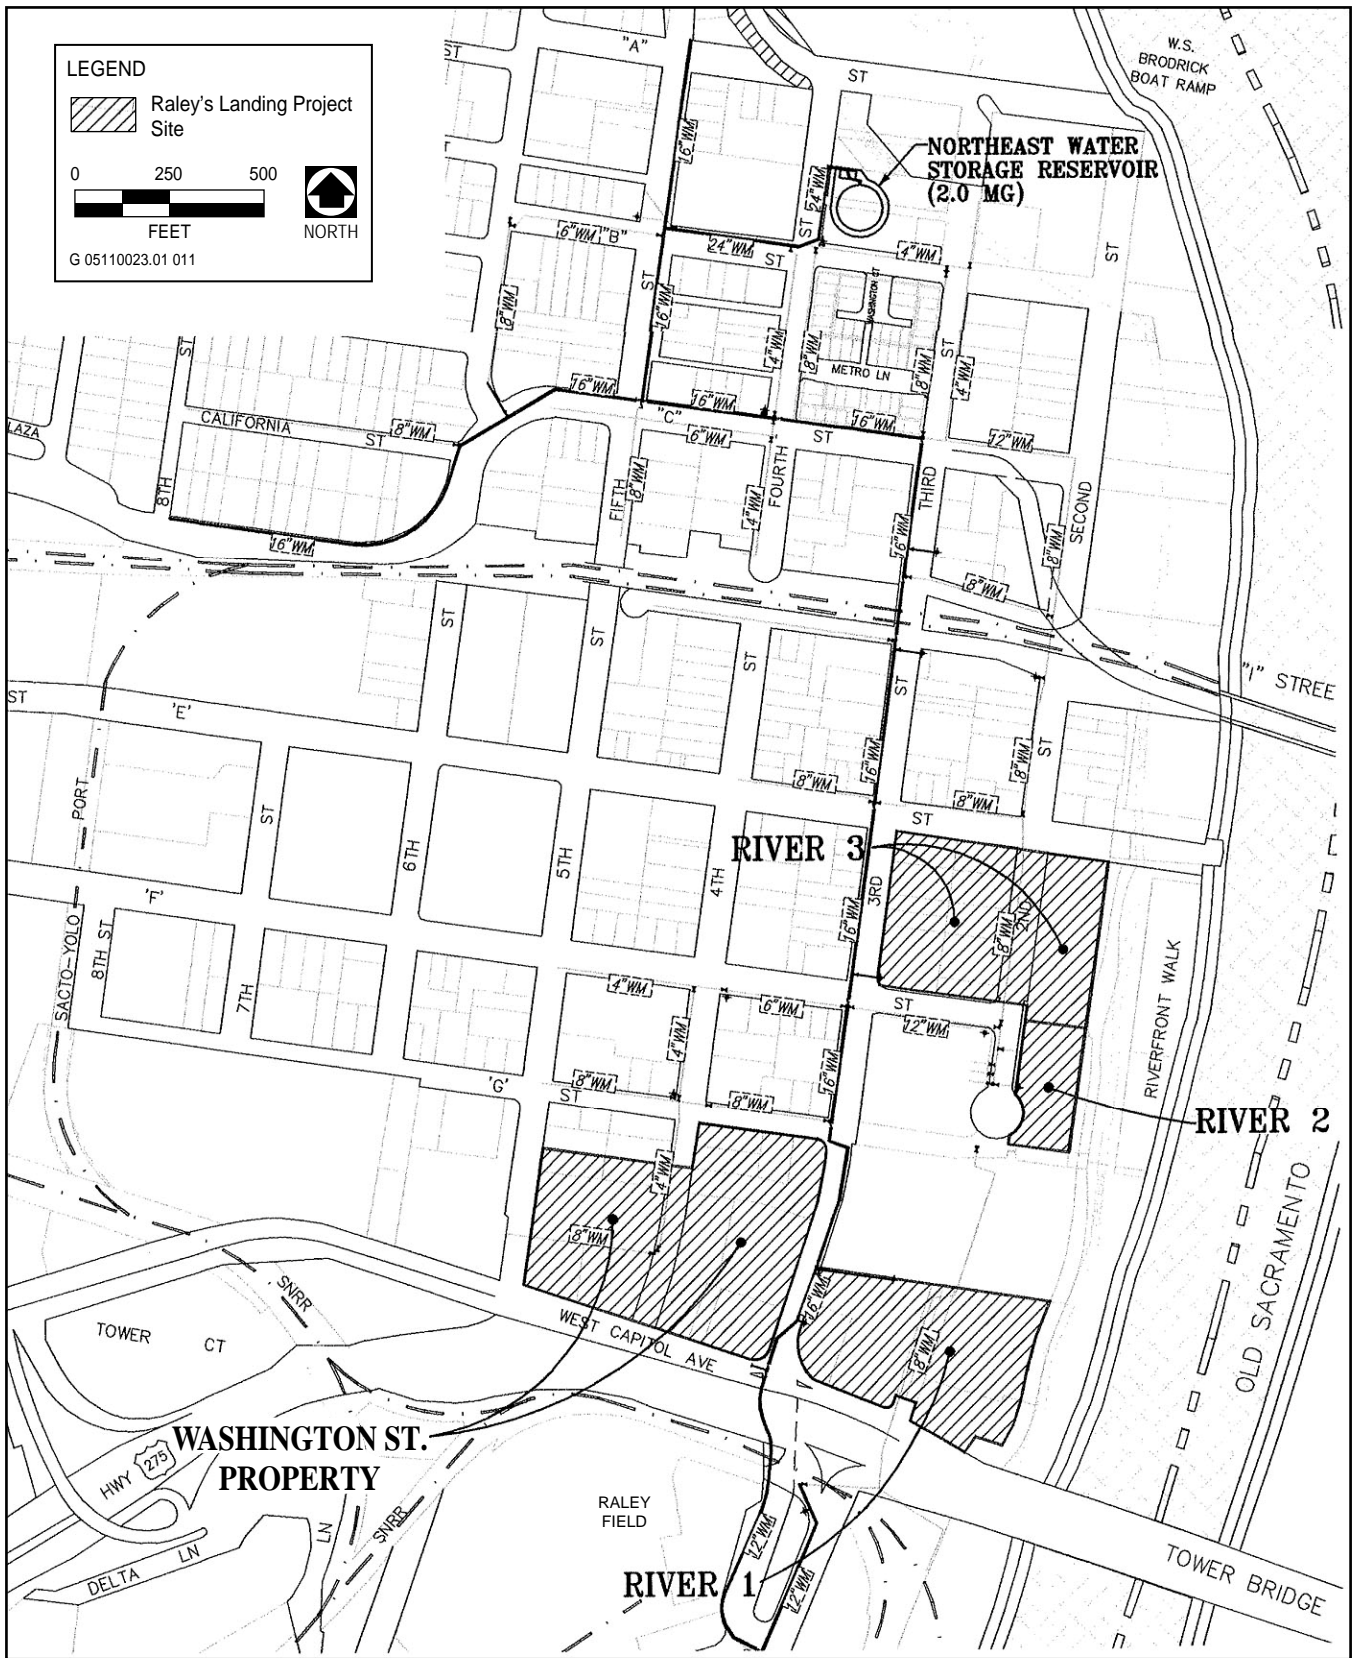 LEGEND
Raley's Landing Project
Site
0 250 500
FEET
NORTH
G 05110023.01 011
ST
"A"
ST
W.S.
BRODRICK
BOAT RAMP
16"WM
24"WM
NORTHEAST WATER
STORAGE RESERVOIR
(2.0 MG)
6"WM
"B"
24"WM
ST
ST
4"WM
ST
ST
8"WM
16"WM
4"WM
8"WM
WASHINGTON CT
METRO LN
8"WM
ST
4"WM
ST
16"WM
16"WM
"C"
16"WM
CALIFORNIA
ST
8"WM
6"WM
ST
12"WM
LAZA
8TH
FIFTH
8"WM
4"WM
FOURTH
THIRD
SECOND
16"WM
16"WM
8"WM
8"WM
ST
ST
ST
ST
"I" STREE
ST
'E'
PORT
ST
6TH
5TH
4TH
8"WM
16"WM
8"WM
ST
8"WM
ST
RIVER 3
3RD
'F'
SACTO-YOLO
8TH ST
7TH
16"WM
8"WM
2ND
RIVERFRONT WALK
4"WM
6"WM
ST
12"WM
4"WM
16"WM
'G'
8"WM
ST
8"WM
RIVER 2
4"WM
8"WM
OLD SACRAMENTO
SNRR
TOWER CT
WEST CAPITOL AVE
16"WM
8"WM
WASHINGTON ST.
PROPERTY
HWY 275
SNRR
LN
DELTA LN
RALEY
FIELD
12"WM
12"WM
RIVER 1
TOWER BRIDGE